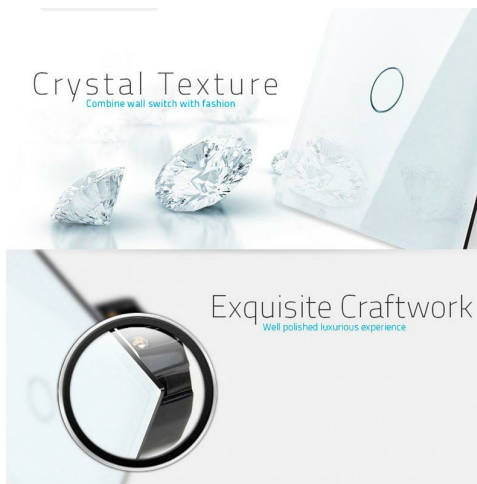 Crystal Texture
Combine wall switch with fashion
Exquisite Craftwork
Well polished luxurious experience